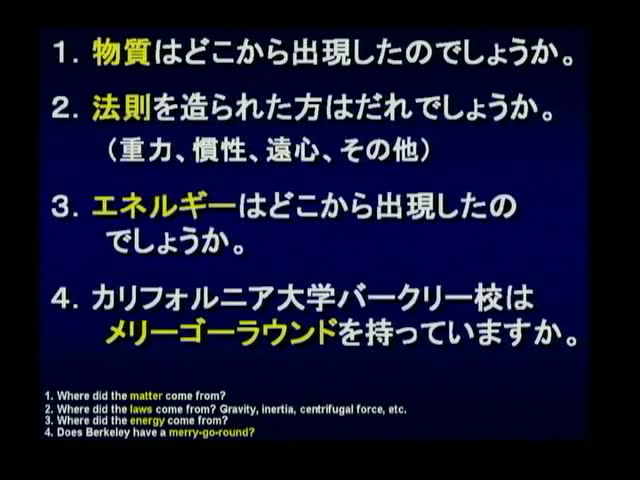 1. 物質はどこから出現したのでしょうか。
2. 法則を造られた方はだれでしょうか。
（重力、慣性、遠心、その他）
3. エネルギーはどこから出現したの
でしょうか。
4. カリフォルニア大学バークリー校は
メリーゴーラウンドを持っていますか。
1. Where did the matter come from?
2. Where did the laws come from? Gravity, inertia, centrifugal force, etc.
3. Where did the energy come from?
4. Does Berkeley have a merry-go-round?